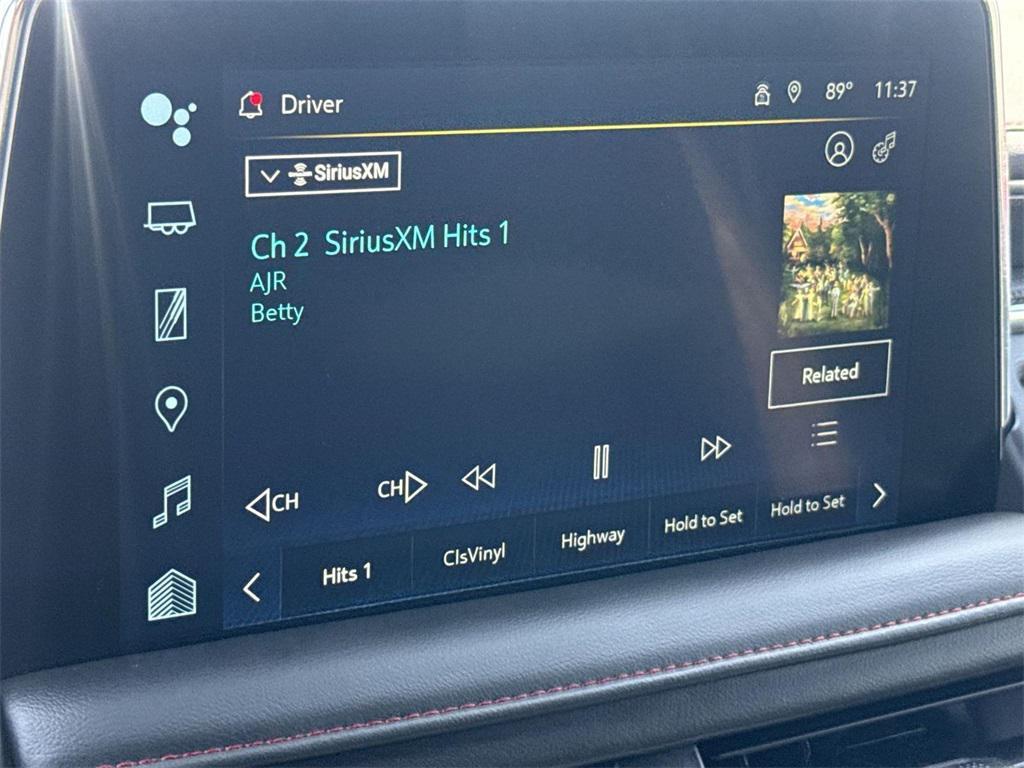 Driver
89° 11:37
SiriusXM
Ch 2 SiriusXM Hits 1
AJR
Betty
Related
CH
CH
Hits 1
ClsVinyl
Highway
Hold to Set
Hold to Set